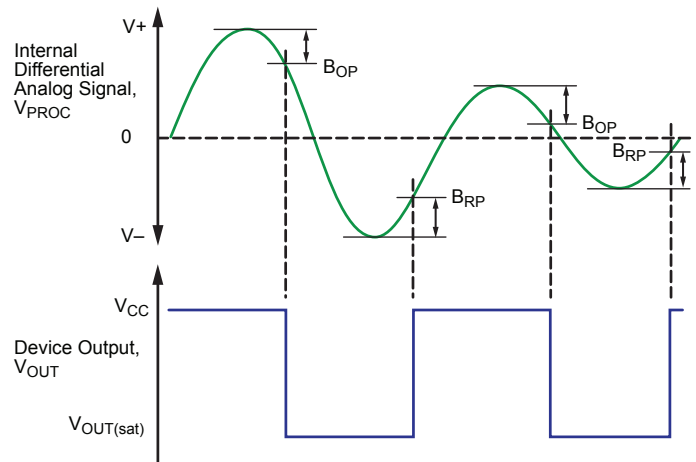 V+
Internal
Differential
Analog Signal,
VPROC
BOP
BOP
0
BRP
BRP
V–
VCC
Device Output,
VOUT
VOUT(sat)